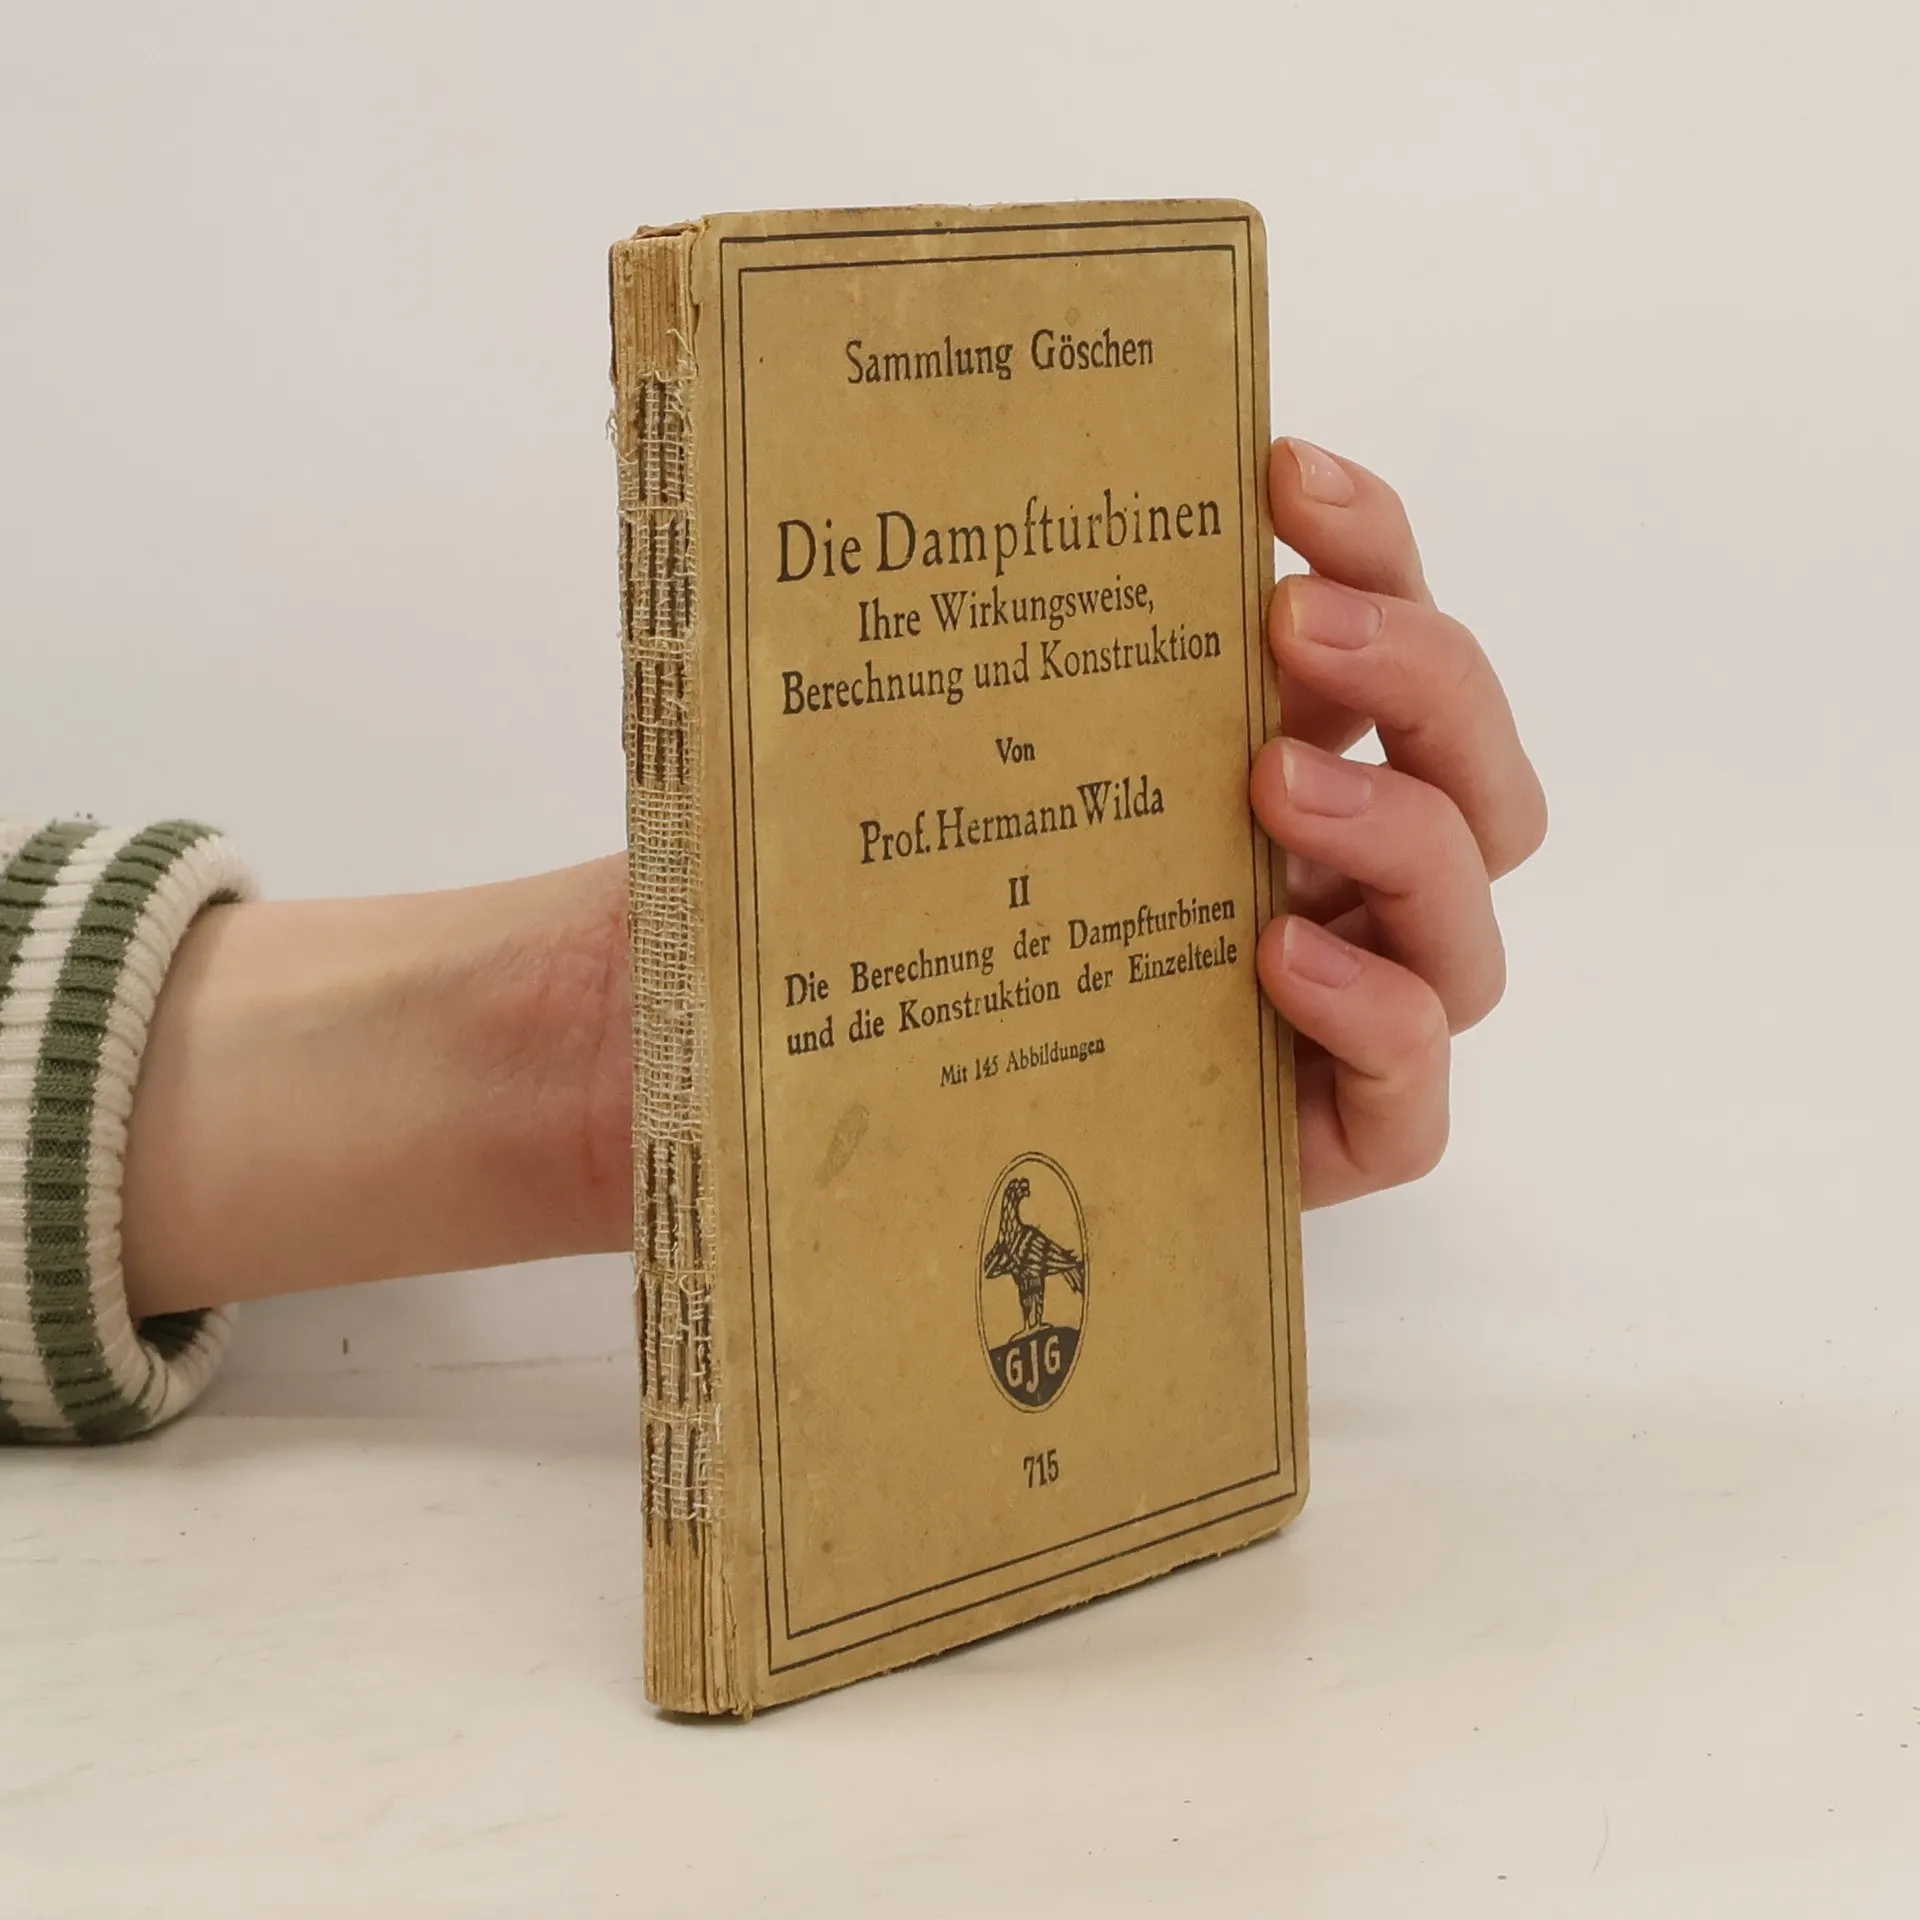 Sammlung Göschen
Die Dampfturbinen
Ihre Wirkungsweise,
Berechnung und Konstruktion
Von
Prof. Hermann Wilda
II
Die Berechnung der Dampfturbinen
und die Konstruktion der Einzelteile
Mit 145 Abbildungen
GJG
715